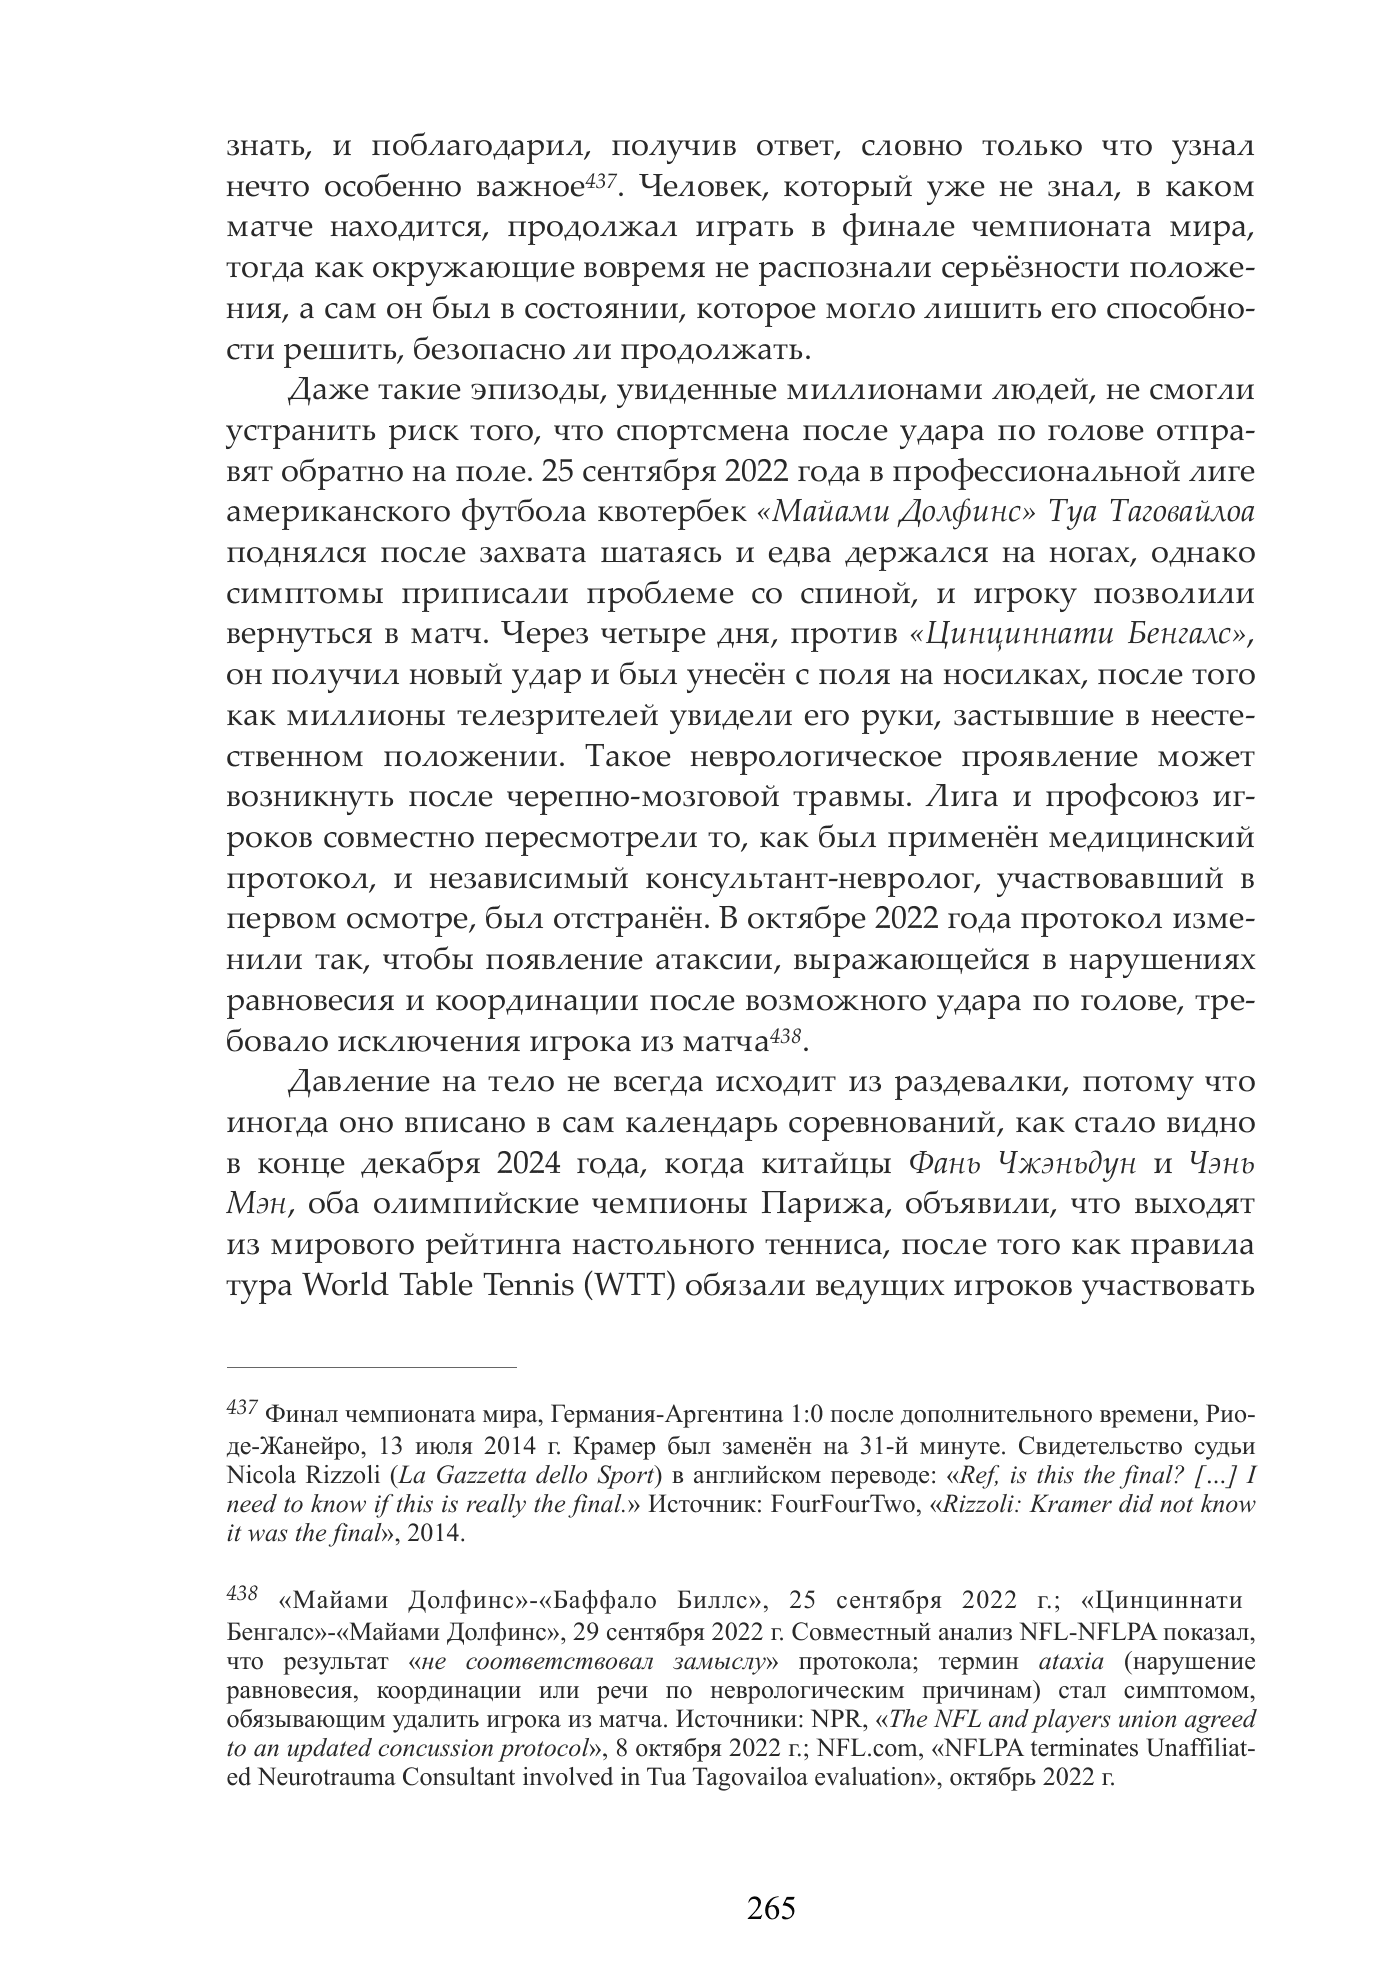 знать, и поблагодарил, получив ответ, словно только что узнал
нечто особенно важное437. Человек, который уже не знал, в каком
матче находится, продолжал играть в финале чемпионата мира,
тогда как окружающие вовремя не распознали серьёзности положе-
ния, а сам он был в состоянии, которое могло лишить его способно-
сти решить, безопасно ли продолжать.
Даже такие эпизоды, увиденные миллионами людей, не смогли
устранить риск того, что спортсмена после удара по голове отпра-
вят обратно на поле. 25 сентября 2022 года в профессиональной лиге
американского футбола квотербек «Майами Долфинс» Туа Таговайлоа
поднялся после захвата шатаясь и едва держался на ногах, однако
симптомы приписали проблеме со спиной, и игроку позволили
вернуться в матч. Через четыре дня, против «Цинциннати Бенгалс»,
он получил новый удар и был унесён с поля на носилках, после того
как миллионы телезрителей увидели его руки, застывшие в неесте-
ственном положении. Такое неврологическое проявление может
возникнуть после черепно-мозговой травмы. Лига и профсоюз иг-
роков совместно пересмотрели то, как был применён медицинский
протокол, и независимый консультант-невролог, участвовавший в
первом осмотре, был отстранён. В октябре 2022 года протокол изме-
нили так, чтобы появление атаксии, выражающейся в нарушениях
равновесия и координации после возможного удара по голове, тре-
бовало исключения игрока из матча438.
Давление на тело не всегда исходит из раздевалки, потому что
иногда оно вписано в сам календарь соревнований, как стало видно
в конце декабря 2024 года, когда китайцы Фань Чжэньдун и Чэнь
Мэн, оба олимпийские чемпионы Парижа, объявили, что выходят
из мирового рейтинга настольного тенниса, после того как правила
тура World Table Tennis (WTT) обязали ведущих игроков участвовать
437 Финал чемпионата мира, Германия-Аргентина 1:0 после дополнительного времени, Рио-
де-Жанейро, 13 июля 2014 г. Крамер был заменён на 31-й минуте. Свидетельство судьи
Nicola Rizzoli (La Gazzetta dello Sport) в английском переводе: «Ref, is this the final? [...] I
need to know if this is really the final.» Источник: FourFourTwo, «Rizzoli: Kramer did not know
it was the final», 2014.
438 «Майами Долфинс»-«Баффало Биллс», 25 сентября 2022 г.; «Цинциннати
Бенгалс»-«Майами Долфинс», 29 сентября 2022 г. Совместный анализ NFL-NFLPA показал,
что результат «не соответствовал замыслу» протокола; термин ataxia (нарушение
равновесия, координации или речи по неврологическим причинам) стал симптомом,
обязывающим удалить игрока из матча. Источники: NPR, «The NFL and players union agreed
to an updated concussion protocol», 8 октября 2022 г.; NFL.com, «NFLPA terminates Unaffiliat-
ed Neurotrauma Consultant involved in Tua Tagovailoa evaluation», октябрь 2022 г.
265